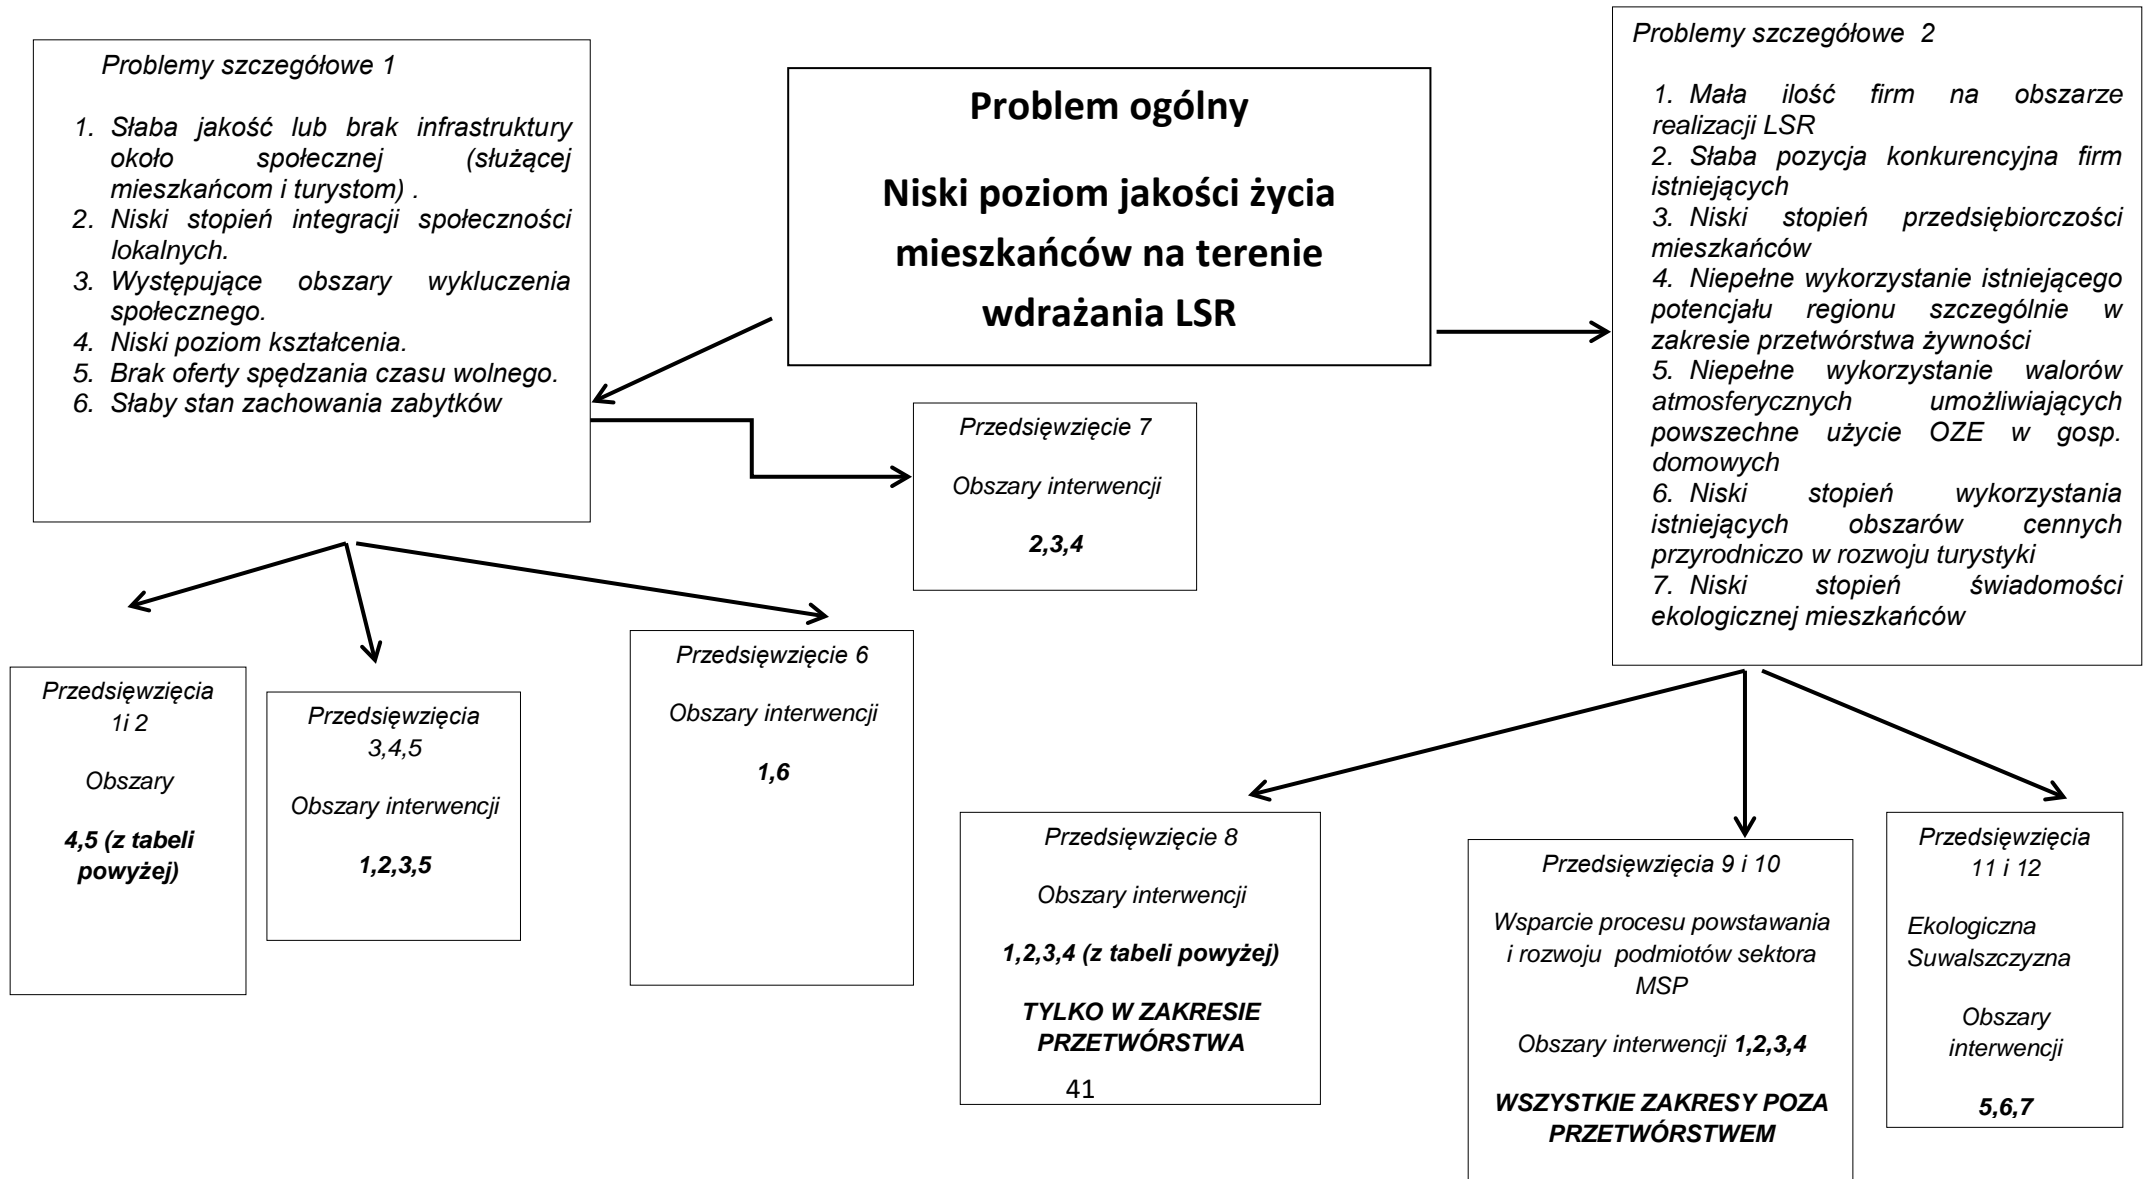 Problemy szczegółowe 1
1. Słaba jakość lub brak infrastruktury
około społecznej (służącej
mieszkańcom i turystom) .
2. Niski stopień integracji społeczności
lokalnych.
3. Występujące obszary wykluczenia
społecznego.
4. Niski poziom kształcenia.
5. Brak oferty spędzania czasu wolnego.
6. Słaby stan zachowania zabytków
Problem ogólny
Niski poziom jakości życia
mieszkańców na terenie
wdrażania LSR
Problemy szczegółowe 2
1. Mała ilość firm na obszarze
realizacji LSR
2. Słaba pozycja konkurencyjna firm
istniejących
3. Niski stopień przedsiębiorczości
mieszkańców
4. Niepełne wykorzystanie istniejącego
potencjału regionu szczególnie w
zakresie przetwórstwa żywności
5. Niepełne wykorzystanie walorów
atmosferycznych umożliwiających
powszechne użycie OZE w gosp.
domowych
6. Niski stopień wykorzystania
istniejących obszarów cennych
przyrodniczo w rozwoju turystyki
7. Niski stopień świadomości
ekologicznej mieszkańców
Przedsięwzięcie 7
Obszary interwencji
2,3,4
Przedsięwzięcia
1i 2
Obszary
4,5 (z tabeli
powyżej)
Przedsięwzięcia
3,4,5
Obszary interwencji
1,2,3,5
Przedsięwzięcie 6
Obszary interwencji
1,6
Przedsięwzięcie 8
Obszary interwencji
1,2,3,4 (z tabeli powyżej)
TYLKO W ZAKRESIE
PRZETWÓRSTWA
41
Przedsięwzięcia 9 i 10
Wsparcie procesu powstawania
i rozwoju podmiotów sektora
MSP
Obszary interwencji 1,2,3,4
WSZYSTKIE ZAKRESY POZA
PRZETWÓRSTWEM
Przedsięwzięcia
11 i 12
Ekologiczna
Suwalszczyzna
Obszary
interwencji
5,6,7